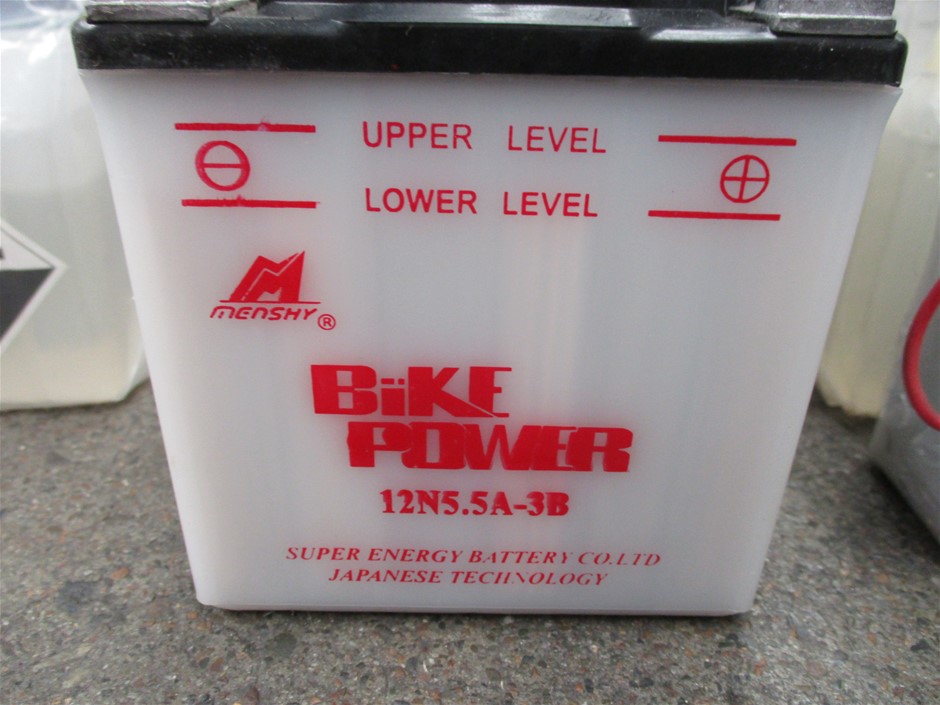 UPPER LEVEL
LOWER LEVEL
MENSHY®
BiKE
POWER
12N5.5A-3B
SUPER ENERGY BATTERY CO.LTD
JAPANESE TECHNOLOGY